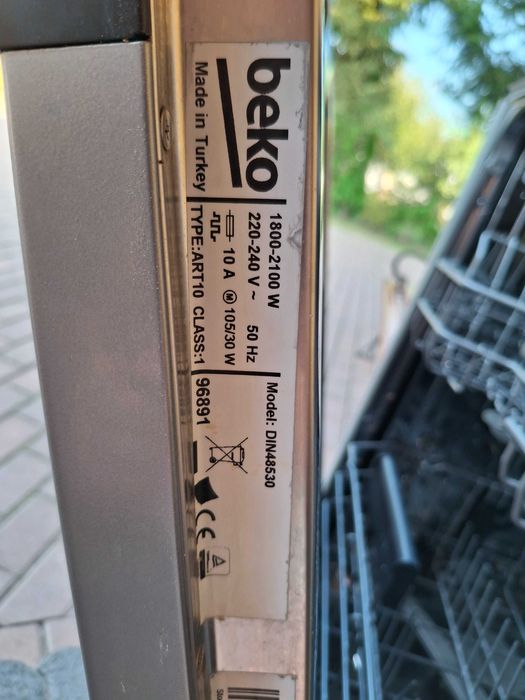 beko
Made in Turkey
1800-2100 W
220-240 V ~ 50 Hz
10 A M 105/30 W
TYPE:ART10 CLASS:1
Model: DIN48530
96891
CE